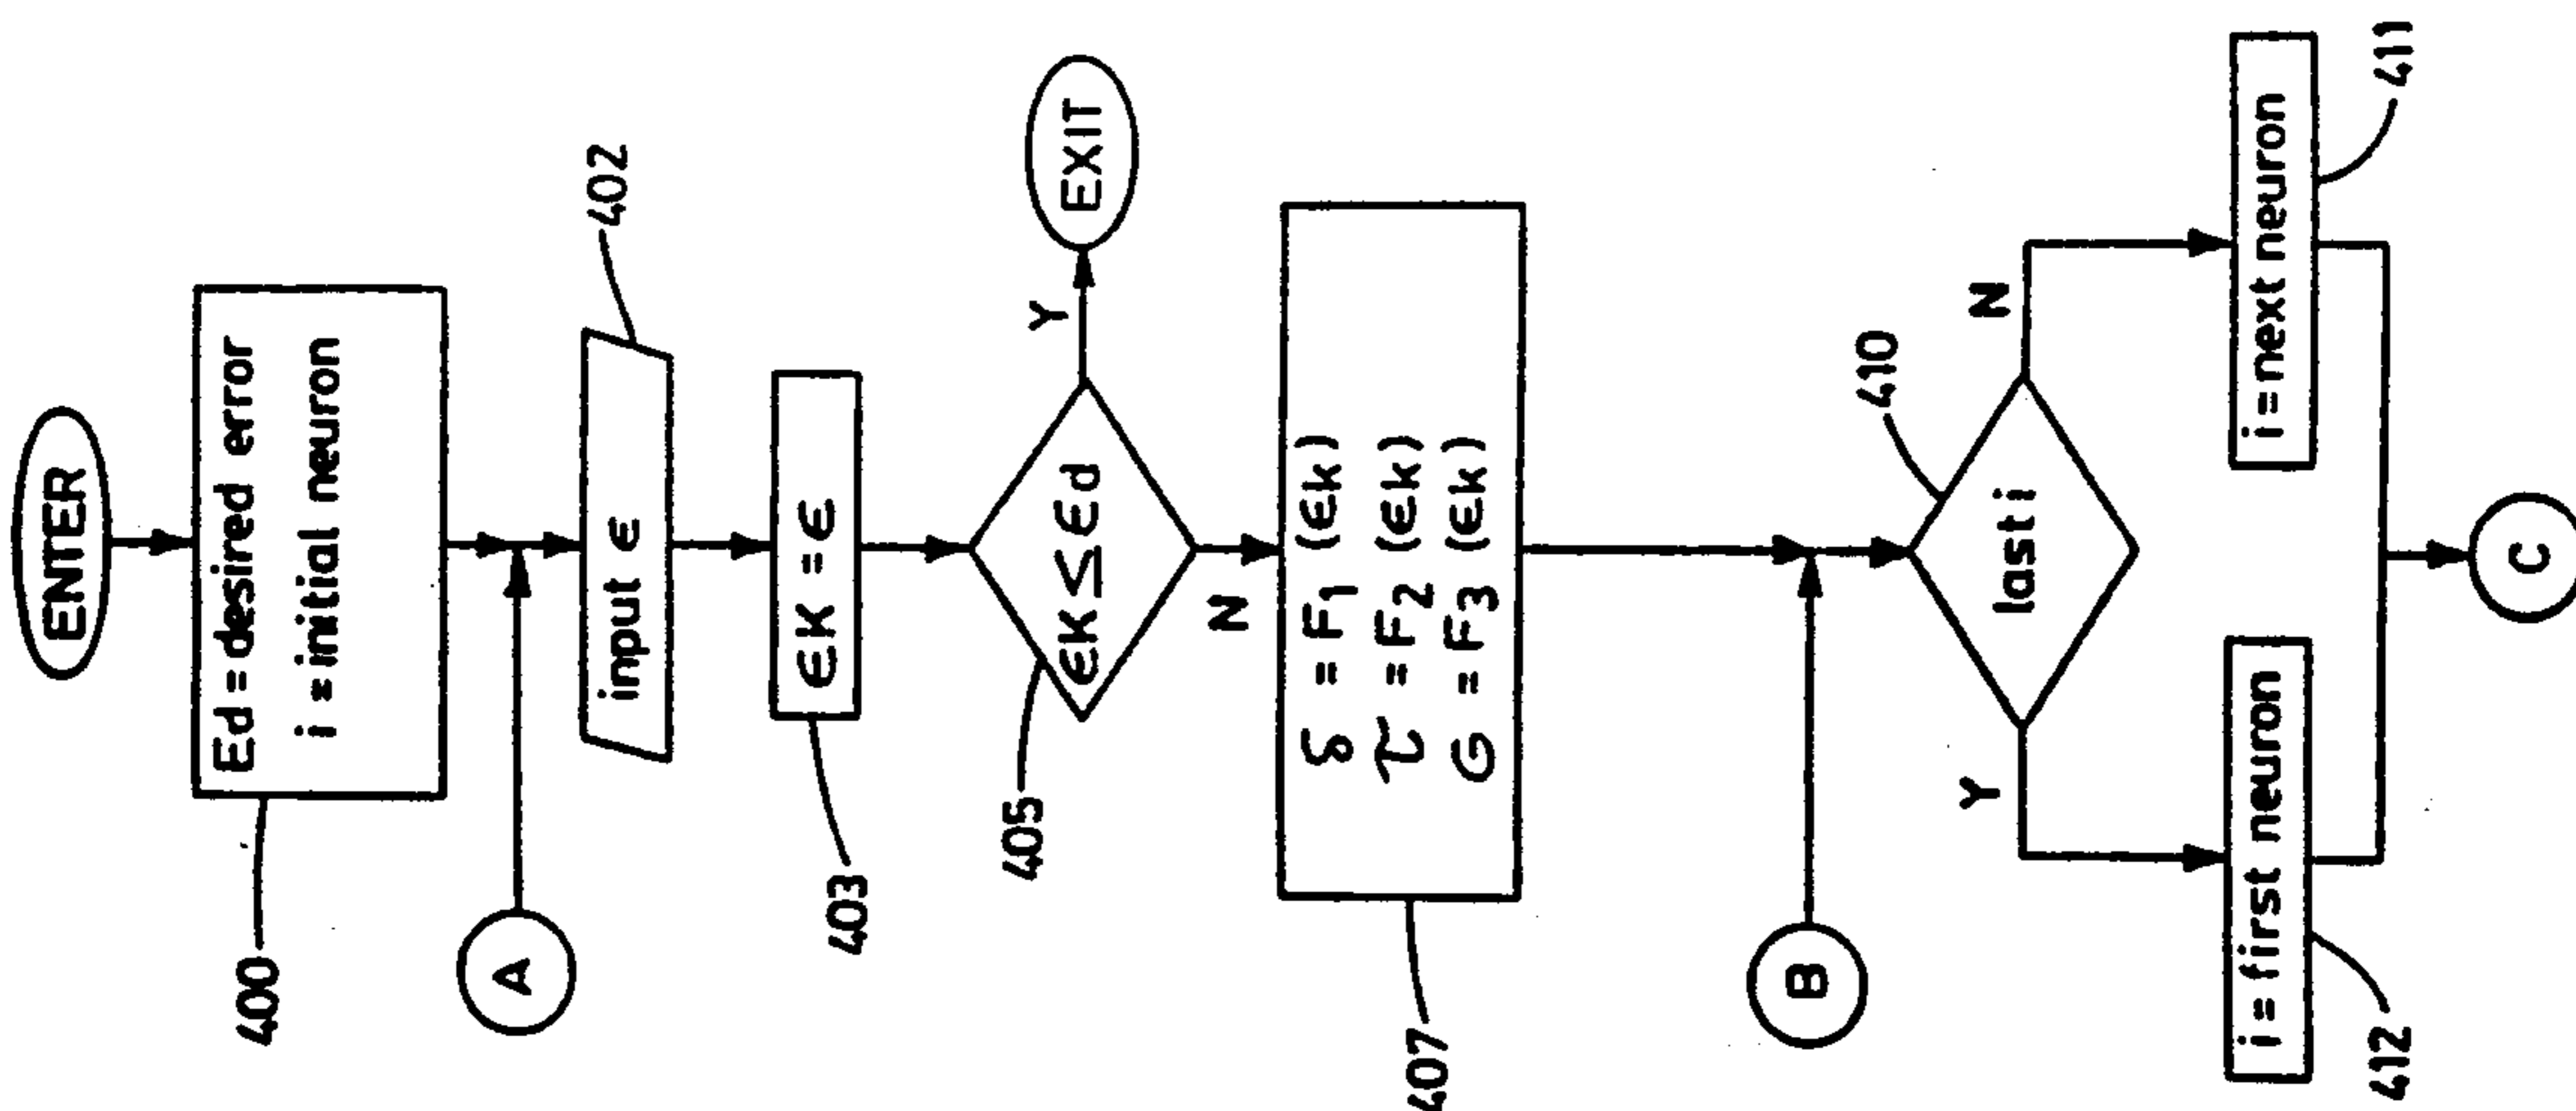 ENTER
Ed = desired error
i = initial neuron
400
A
input ϵ
402
ϵK = ϵ
403
ϵK ≤ ϵd
405
Y
EXIT
N
δ = F₁ (ϵk)
τ = F₂ (ϵk)
G = F₃ (ϵk)
407
B
last i
410
Y
N
i = first neuron
412
i = next neuron
411
C